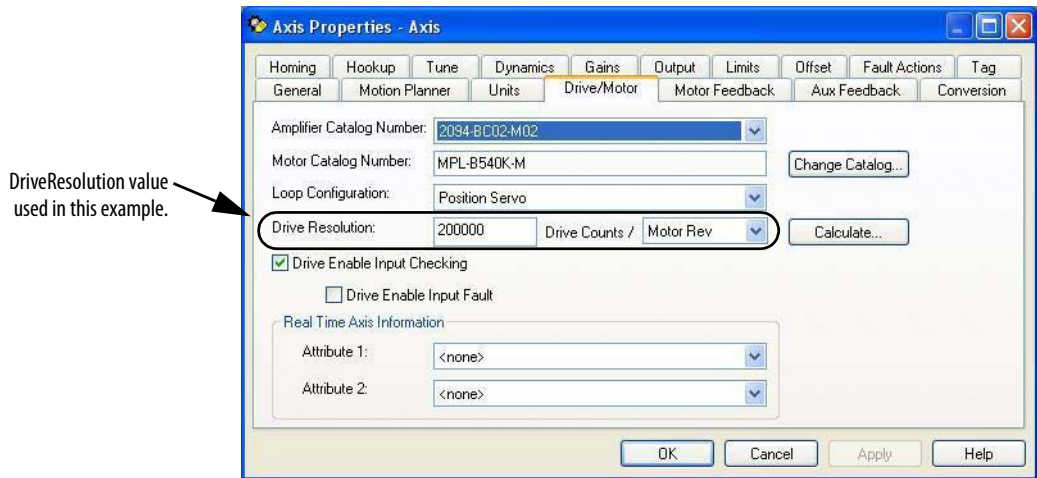 Axis Properties - Axis
Homing Hookup Tune Dynamics Gains Output Limits Offset Fault Actions Tag
General Motion Planner Units Drive/Motor Motor Feedback Aux Feedback Conversion
Amplifier Catalog Number: 2094-BC02-M02
Motor Catalog Number: MPL-B540K-M Change Catalog...
DriveResolution value
used in this example.
Loop Configuration: Position Servo
Drive Resolution: 200000 Drive Counts / Motor Rev Calculate...
Drive Enable Input Checking
Drive Enable Input Fault
Real Time Axis Information
Attribute 1: <none>
Attribute 2: <none>
OK Cancel Apply Help